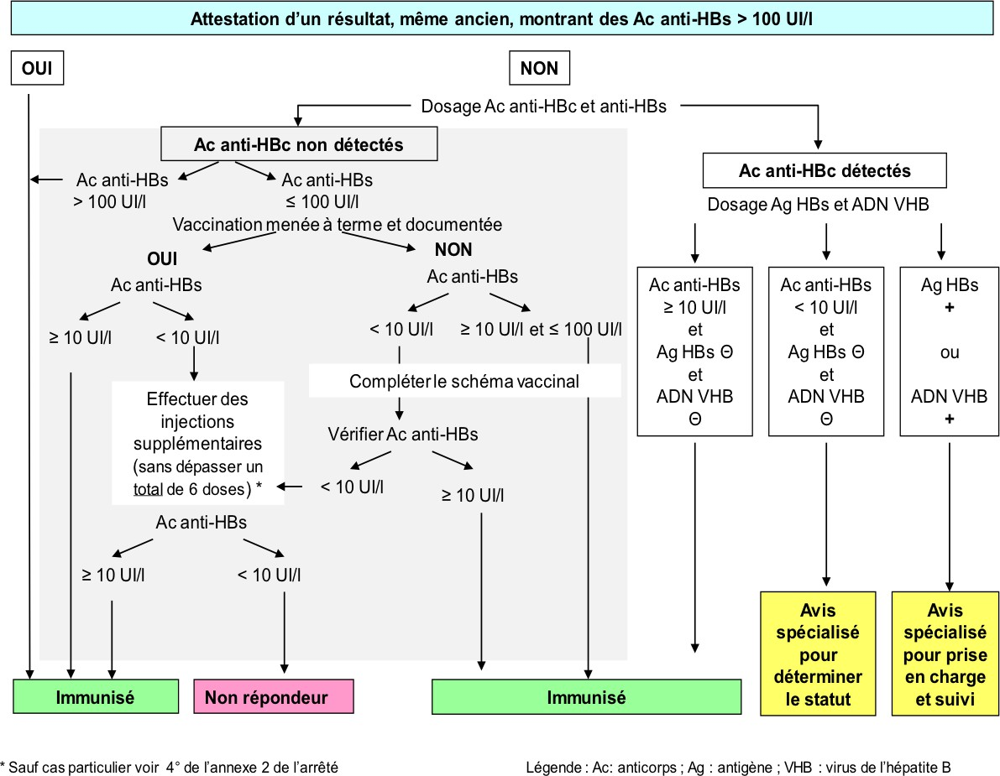 Attestation d'un résultat, même ancien, montrant des Ac anti-HBs > 100 UI/l
OUI
NON
Dosage Ac anti-HBc et anti-HBs
Ac anti-HBc non détectés
Ac anti-HBs
> 100 UI/l
Ac anti-HBs
≤ 100 UI/l
Vaccination menée à terme et documentée
OUI
Ac anti-HBs
≥ 10 UI/l
< 10 UI/l
Effectuer des
injections
supplémentaires
(sans dépasser un
total de 6 doses) *
Ac anti-HBs
≥ 10 UI/l
< 10 UI/l
NON
Ac anti-HBs
< 10 UI/l
≥ 10 UI/l et ≤ 100 UI/l
Compléter le schéma vaccinal
Vérifier Ac anti-HBs
< 10 UI/l
≥ 10 UI/l
Ac anti-HBc détectés
Dosage Ag HBs et ADN VHB
Ac anti-HBs
≥ 10 UI/l
et
Ag HBs Θ
et
ADN VHB
Θ
Ac anti-HBs
< 10 UI/l
et
Ag HBs Θ
et
ADN VHB
Θ
Ag HBs
+
ou
ADN VHB
+
Immunisé
Non répondeur
Immunisé
Avis
spécialisé
pour
déterminer
le statut
Avis
spécialisé
pour prise
en charge
et suivi
* Sauf cas particulier voir 4° de l'annexe 2 de l'arrêté
Légende : Ac: anticorps ; Ag : antigène ; VHB : virus de l'hépatite B